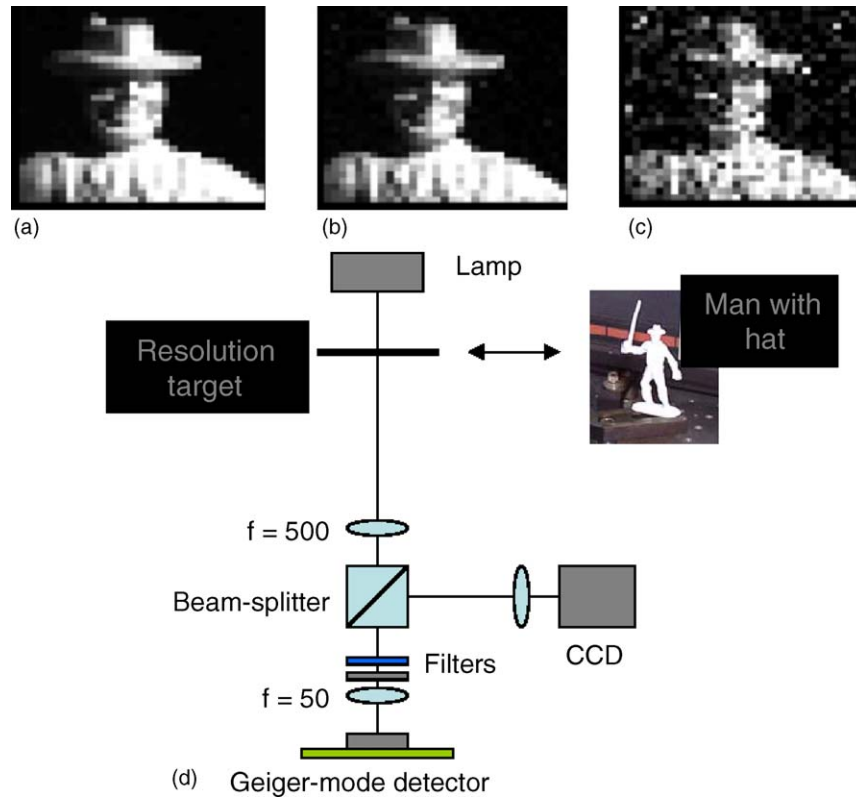 (a)
(b)
(c)
Lamp
Resolution
target
Man with
hat
f = 500
Beam-splitter
Filters
CCD
f = 50
(d)
Geiger-mode detector